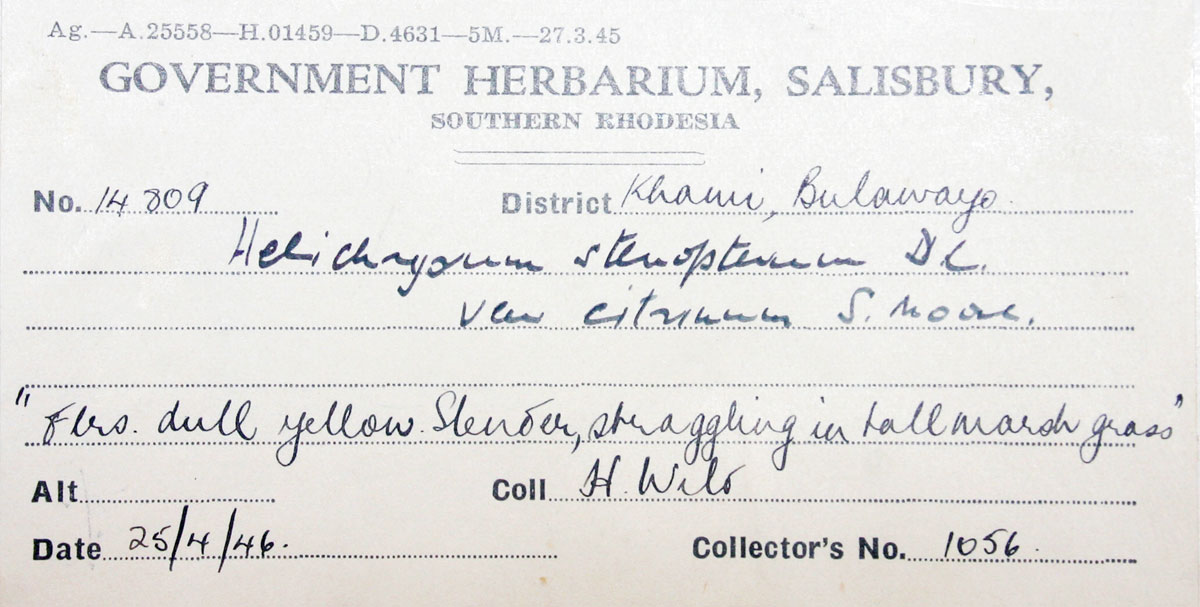 Ag.—A.25558—H.01459—D.4631—5M.—27.3.45
GOVERNMENT HERBARIUM, SALISBURY,
SOUTHERN RHODESIA
No. 14809 District Khami, Bulawayo.
Helichrysum stenopterum DC.
var citrinum S. Moore.
"Flrs. dull yellow. Slender, straggling in tall marsh grass"
Alt Coll H. Wild
Date 25/4/46. Collector's No. 1056.